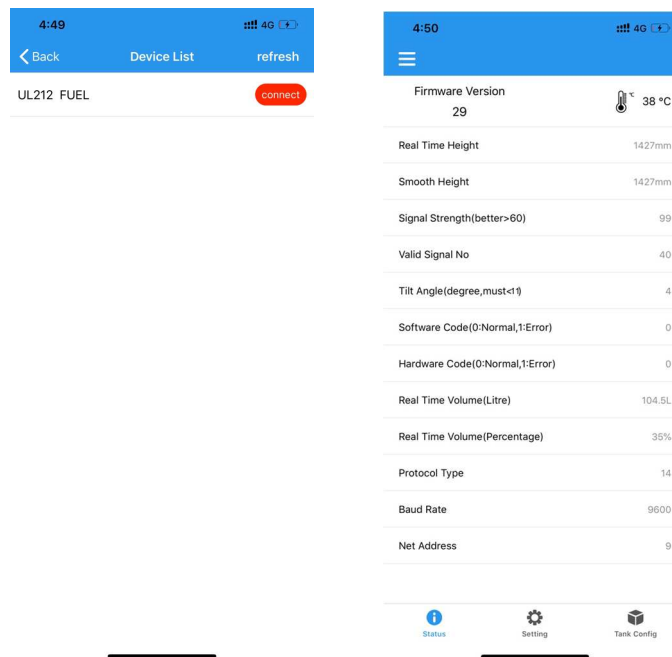 4:49
4G
Back
Device List
refresh
UL212 FUEL
connect
4:50
4G
Firmware Version
29
°C
38 °C
Real Time Height
1427mm
Smooth Height
1427mm
Signal Strength(better>60)
99
Valid Signal No
40
Tilt Angle(degree,must<11)
4
Software Code(0:Normal,1:Error)
0
Hardware Code(0:Normal,1:Error)
0
Real Time Volume(Litre)
104.5L
Real Time Volume(Percentage)
35%
Protocol Type
14
Baud Rate
9600
Net Address
9
Status
Setting
Tank Config